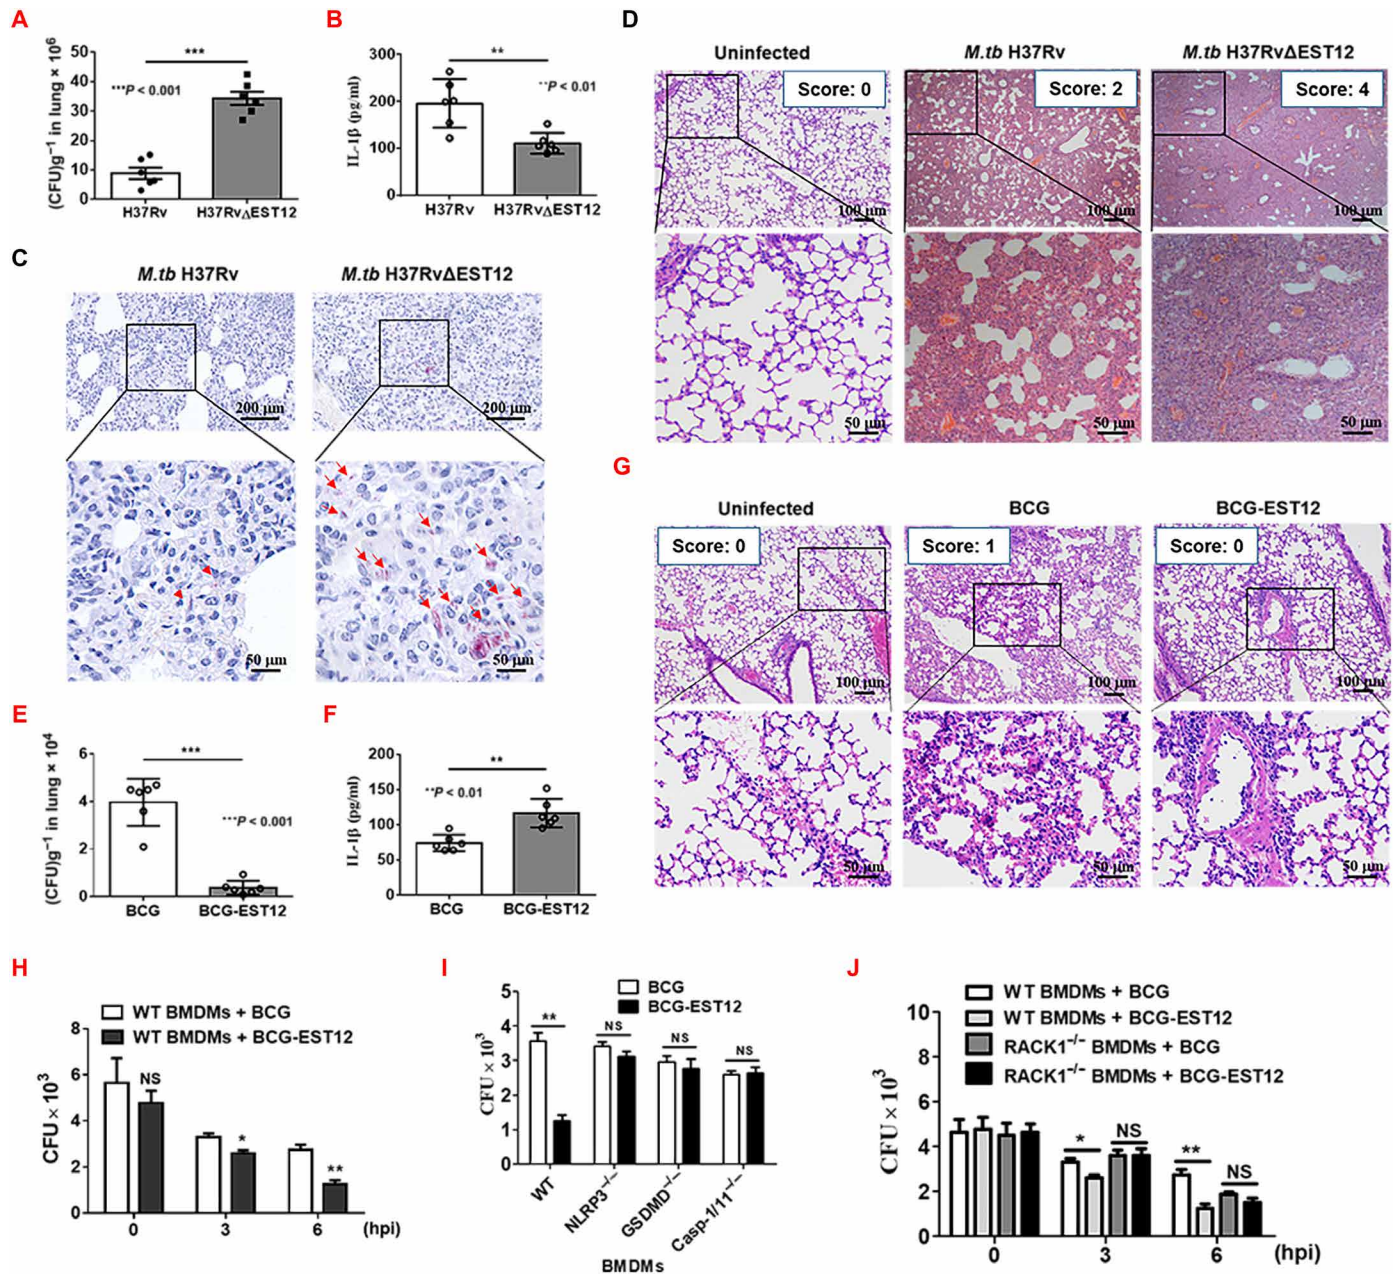 A
(CFU)g⁻¹ in lung × 10⁶
50
40
30
20
10
0
***
***P < 0.001
H37Rv
H37RvΔEST12
B
IL-1β (pg/ml)
300
200
100
0
**
**P < 0.01
H37Rv
H37RvΔEST12
C
M.tb H37Rv
M.tb H37RvΔEST12
200 µm
200 µm
50 µm
50 µm
D
Uninfected
M.tb H37Rv
M.tb H37RvΔEST12
Score: 0
Score: 2
Score: 4
100 µm
100 µm
100 µm
50 µm
50 µm
50 µm
E
(CFU)g⁻¹ in lung × 10⁴
6
4
2
0
***
***P < 0.001
BCG
BCG-EST12
F
IL-1β (pg/ml)
200
150
100
50
0
**
**P < 0.01
BCG
BCG-EST12
G
Uninfected
BCG
BCG-EST12
Score: 0
Score: 1
Score: 0
100 µm
100 µm
100 µm
50 µm
50 µm
50 µm
H
WT BMDMs + BCG
WT BMDMs + BCG-EST12
CFU × 10³
8
6
4
2
0
NS
*
**
0
3
6
(hpi)
I
BCG
BCG-EST12
CFU × 10³
5
4
3
2
1
0
**
NS
NS
NS
WT
NLRP3⁻/⁻
GSDMD⁻/⁻
Casp-1/11⁻/⁻
BMDMs
J
WT BMDMs + BCG
WT BMDMs + BCG-EST12
RACK1⁻/⁻ BMDMs + BCG
RACK1⁻/⁻ BMDMs + BCG-EST12
CFU × 10³
10
8
6
4
2
0
*
NS
**
NS
0
3
6
(hpi)